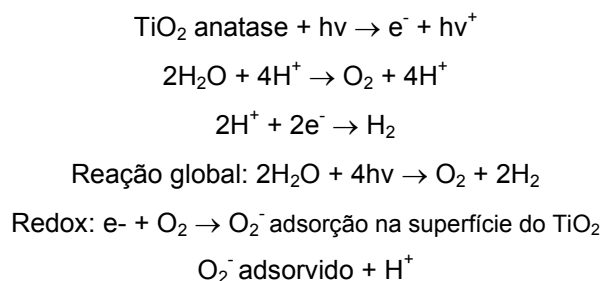 TiO₂ anatase + hv → e⁻ + hv⁺
2H₂O + 4H⁺ → O₂ + 4H⁺
2H⁺ + 2e⁻ → H₂
Reação global: 2H₂O + 4hv → O₂ + 2H₂
Redox: e- + O₂ → O₂⁻ adsorção na superfície do TiO₂
O₂⁻ adsorvido + H⁺